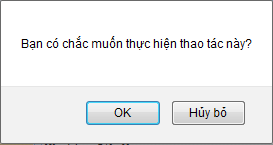 Bạn có chắc muốn thực hiện thao tác này?
OK
Hủy bỏ